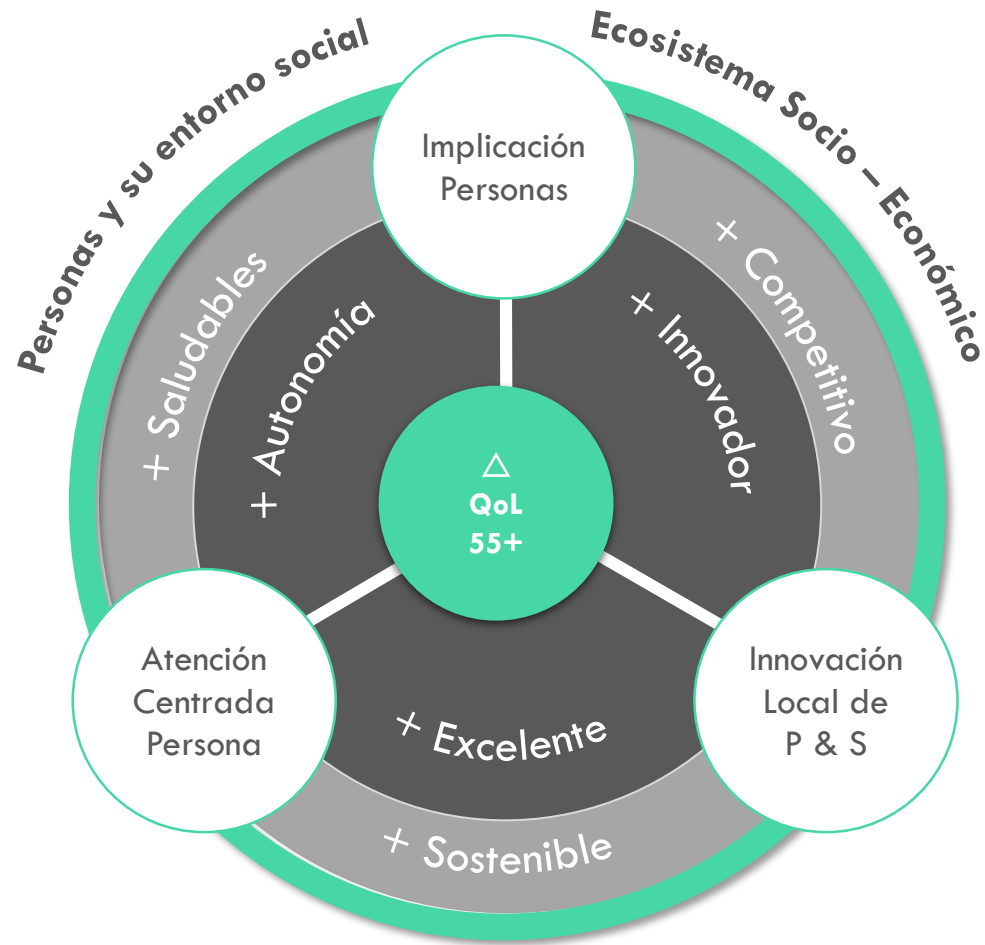 Personas y su entorno social
Ecosistema Socio – Económico
Implicación
Personas
+ Saludables
+ Autonomía
+ Innovador
+ Competitivo
△
QoL
55+
Atención
Centrada
Persona
Innovación
Local de
P & S
+ Excelente
+ Sostenible